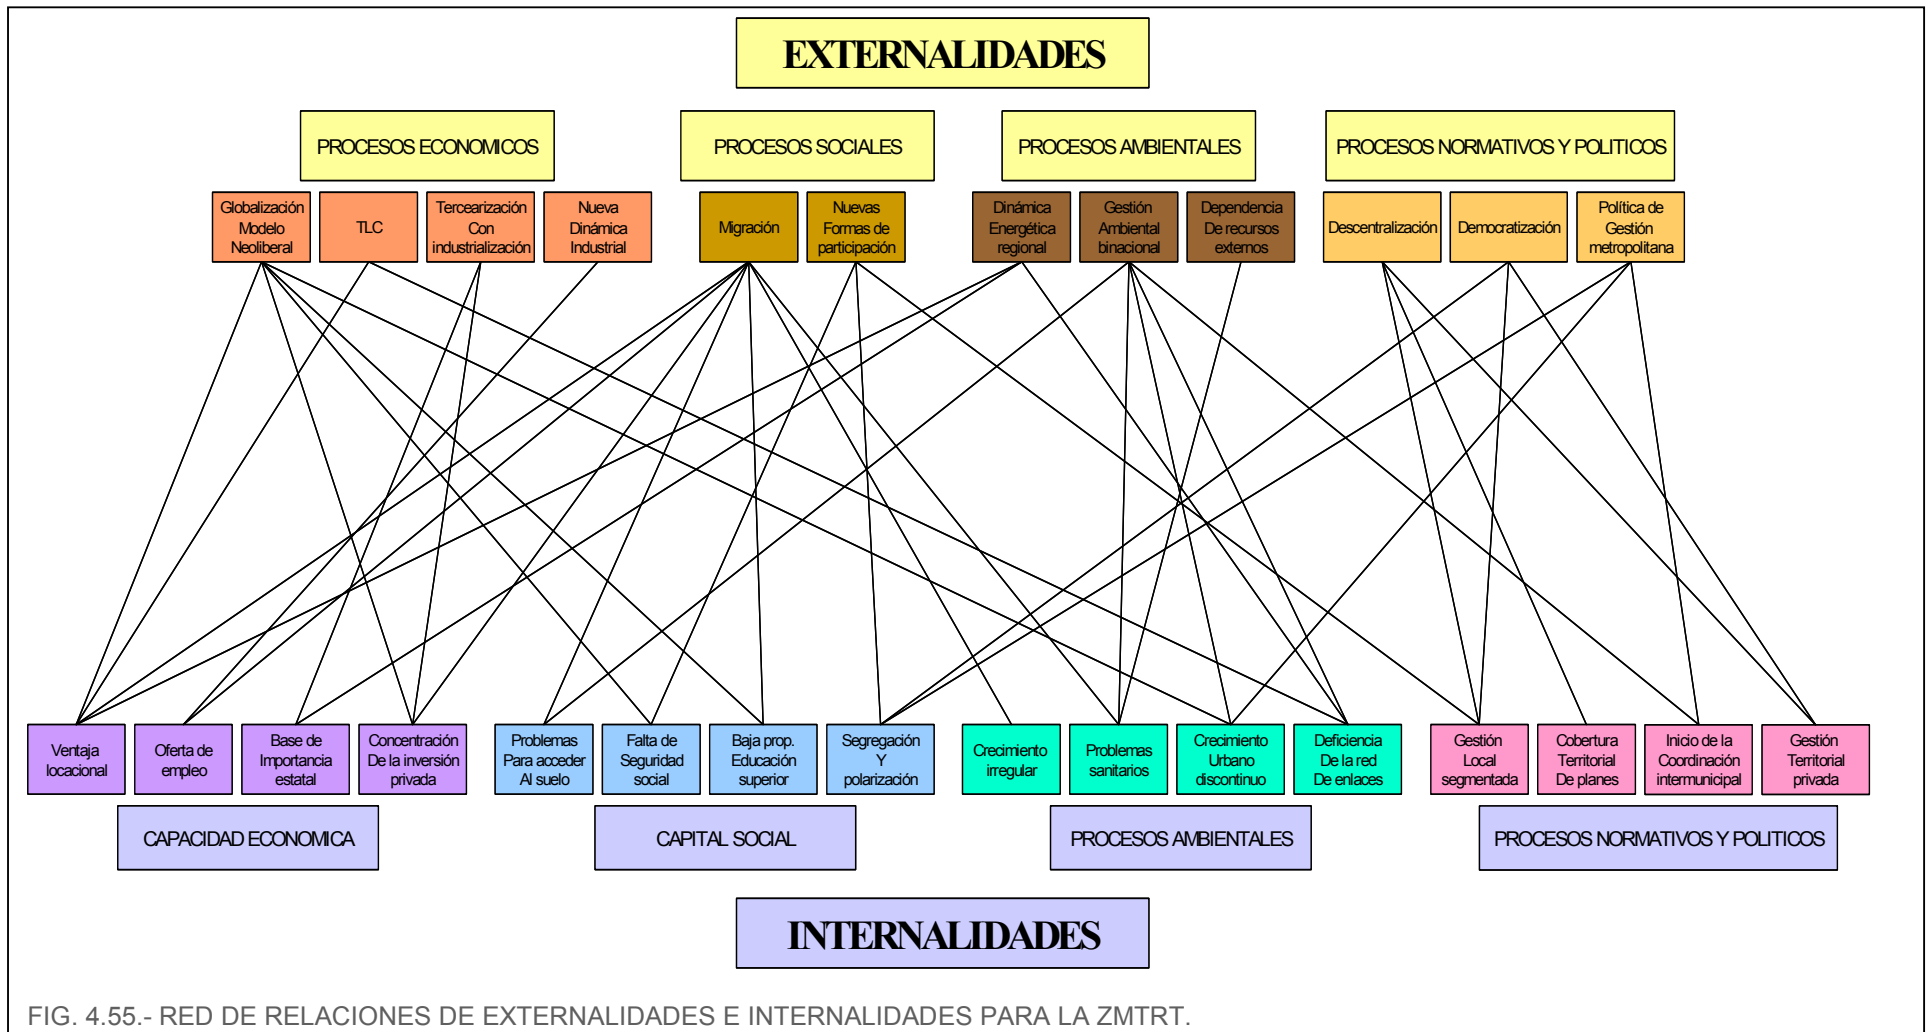 EXTERNALIDADES
PROCESOS ECONOMICOS
PROCESOS SOCIALES
PROCESOS AMBIENTALES
PROCESOS NORMATIVOS Y POLITICOS
Globalización
Modelo
Neoliberal
TLC
Tercearización
Con
industrialización
Nueva
Dinámica
Industrial
Migración
Nuevas
Formas de
participación
Dinámica
Energética
regional
Gestión
Ambiental
binacional
Dependencia
De recursos
externos
Descentralización
Democratización
Política de
Gestión
metropolitana
Ventaja
locacional
Oferta de
empleo
Base de
Importancia
estatal
Concentración
De la inversión
privada
Problemas
Para acceder
Al suelo
Falta de
Seguridad
social
Baja prop.
Educación
superior
Segregación
Y
polarización
Crecimiento
irregular
Problemas
sanitarios
Crecimiento
Urbano
discontinuo
Deficiencia
De la red
De enlaces
Gestión
Local
segmentada
Cobertura
Territorial
De planes
Inicio de la
Coordinación
intermunicipal
Gestión
Territorial
privada
CAPACIDAD ECONOMICA
CAPITAL SOCIAL
PROCESOS AMBIENTALES
PROCESOS NORMATIVOS Y POLITICOS
INTERNALIDADES
FIG. 4.55.- RED DE RELACIONES DE EXTERNALIDADES E INTERNALIDADES PARA LA ZMTRT.